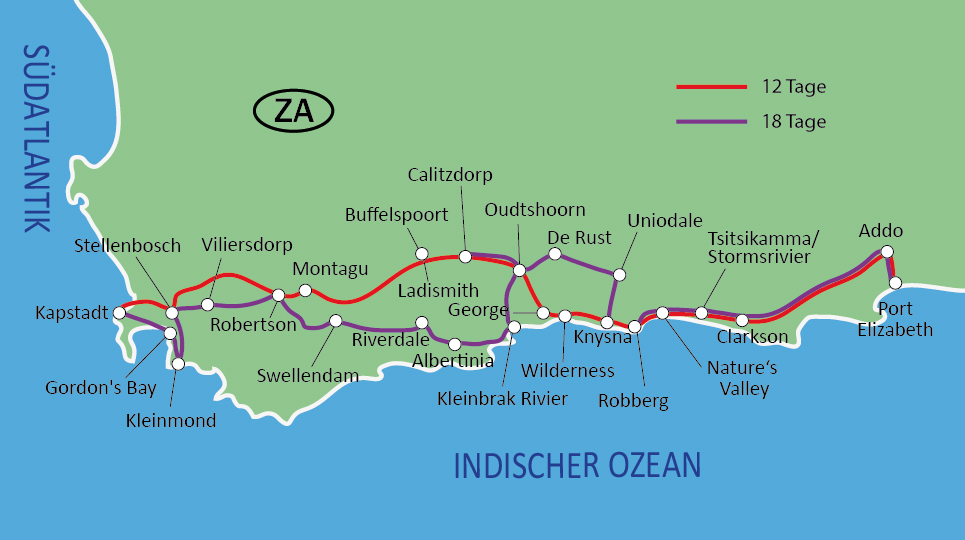 SÜDATLANTIK
ZA
12 Tage
18 Tage
Calitzdorp
Buffelspoort
Oudtshoorn
Uniodale
De Rust
Tsitsikamma/
Stormsrivier
Addo
Stellenbosch
Viliersdorp
Montagu
Ladismith
Kapstadt
Robertson
George
Port
Elizabeth
Riverdale
Knysna
Clarkson
Albertinia
Swellendam
Wilderness
Nature‘s
Valley
Gordon's Bay
Kleinbrak Rivier
Robberg
Kleinmond
INDISCHER OZEAN